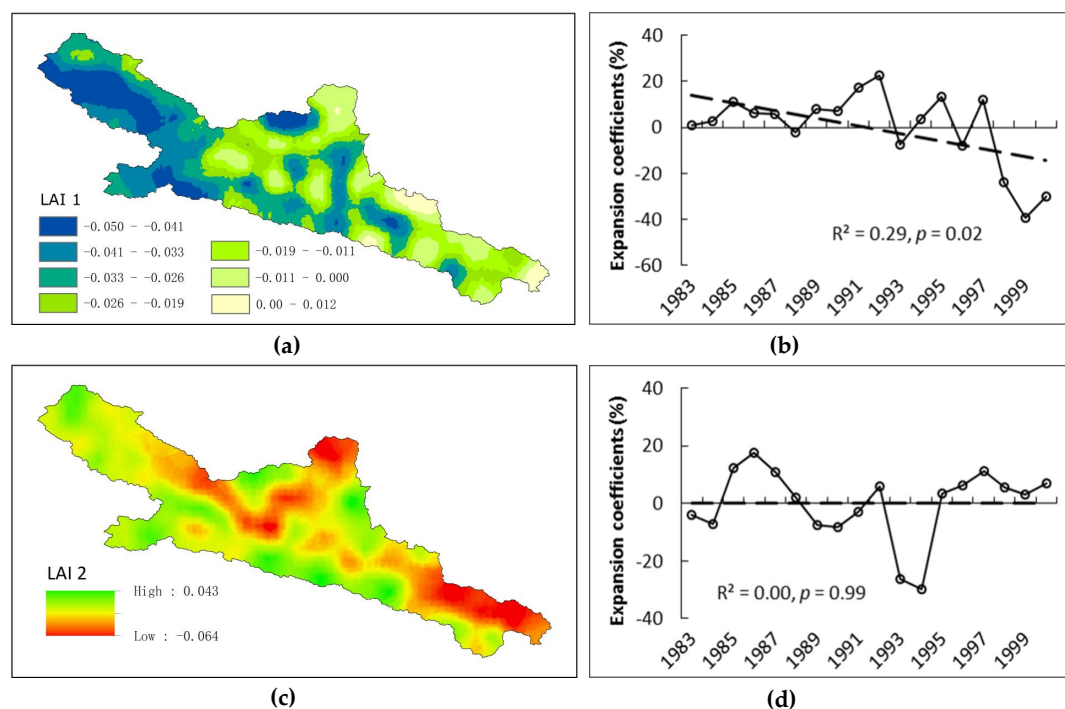 LAI 1
-0.050 - -0.041
-0.041 - -0.033
-0.033 - -0.026
-0.026 - -0.019
-0.019 - -0.011
-0.011 - 0.000
0.00 - 0.012
(a)
Expansion coefficients (%)
40
20
0
-20
-40
-60
R² = 0.29, p = 0.02
1983
1985
1987
1989
1991
1993
1995
1997
1999
(b)
LAI 2
High : 0.043
Low : -0.064
(c)
Expansion coefficients (%)
40
20
0
-20
-40
R² = 0.00, p = 0.99
1983
1985
1987
1989
1991
1993
1995
1997
1999
(d)